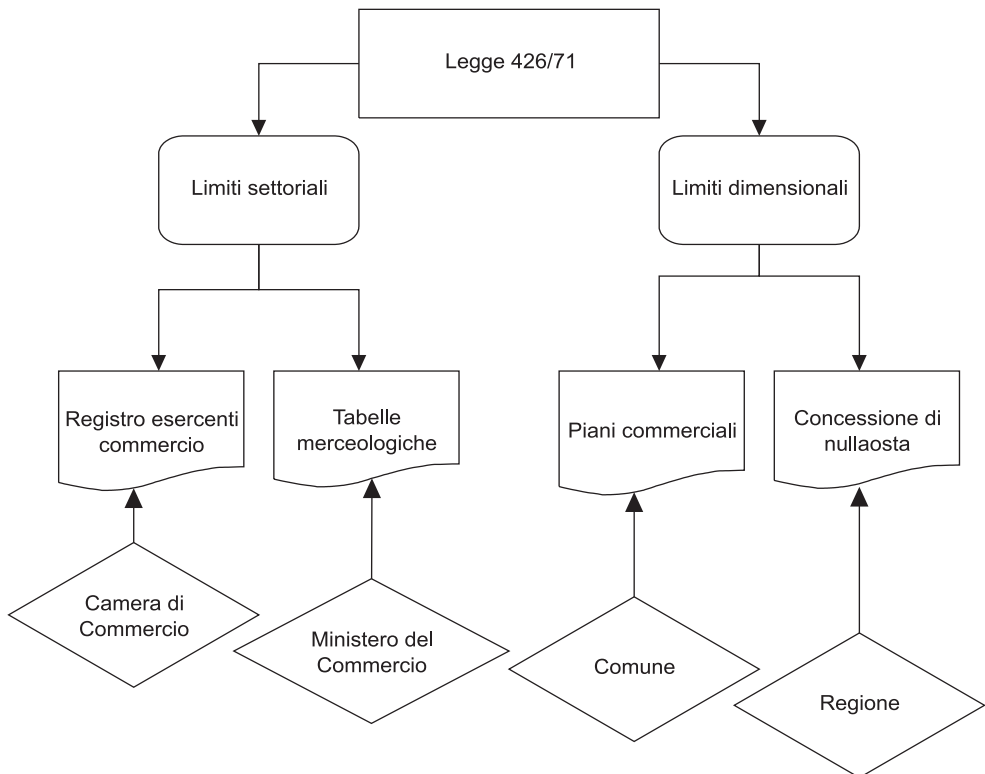 Legge 426/71
Limiti settoriali
Limiti dimensionali
Registro esercenti
commercio
Tabelle
merceologiche
Piani commerciali
Concessione di
nullaosta
Camera di
Commercio
Ministero del
Commercio
Comune
Regione